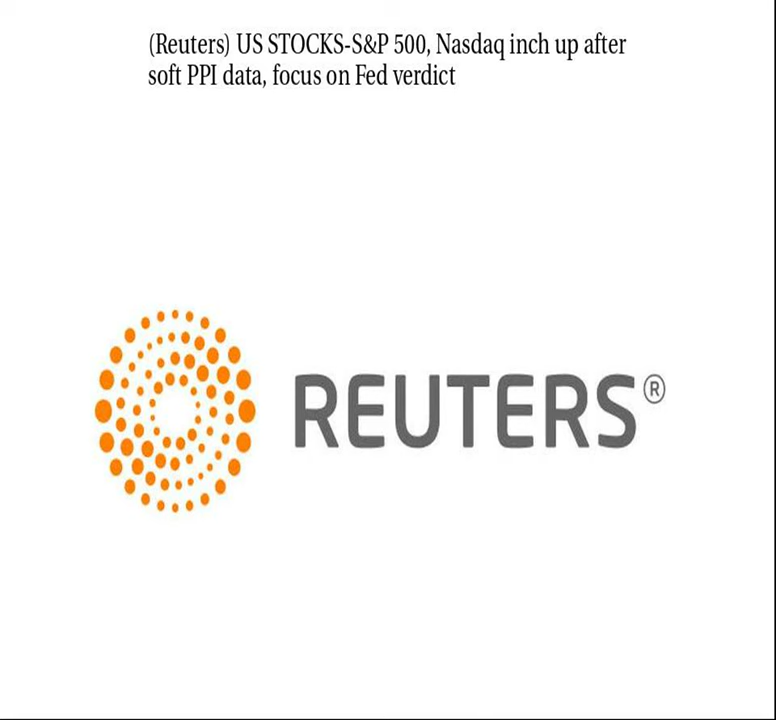 (Reuters) US STOCKS-S&P 500, Nasdaq inch up after
soft PPI data, focus on Fed verdict
REUTERS®